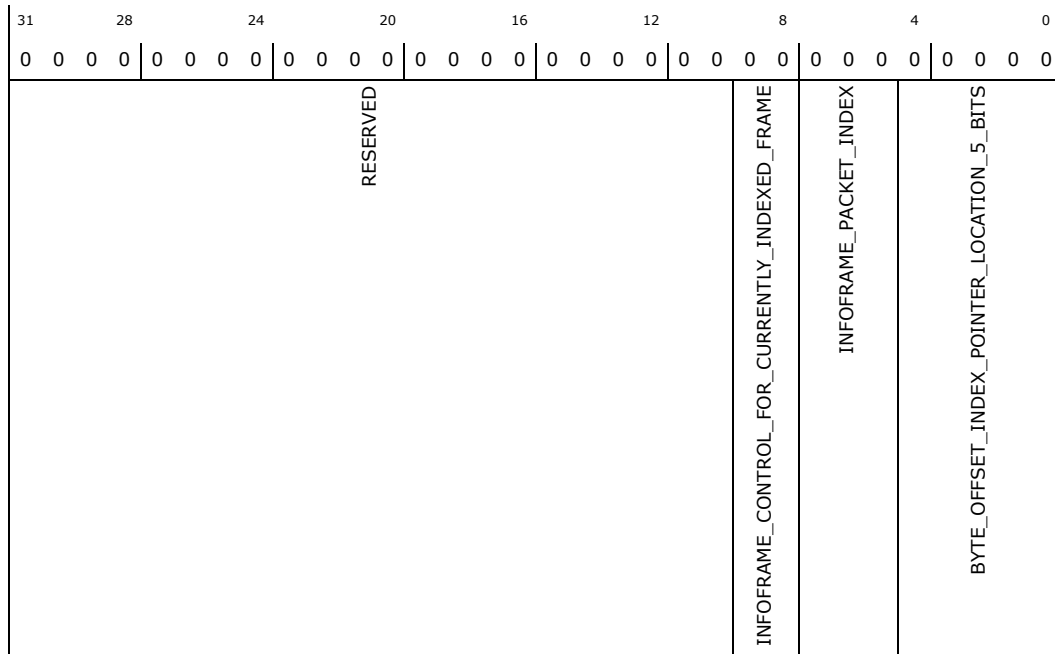 31 28 24 20 16 12 8 4 0
0 0 0 0 0 0 0 0 0 0 0 0 0 0 0 0 0 0 0 0 0 0 0 0 0 0 0 0 0 0 0 0
RESERVED
INFOFRAME_CONTROL_FOR_CURRENTLY_INDEXED_FRAME
INFOFRAME_PACKET_INDEX
BYTE_OFFSET_INDEX_POINTER_LOCATION_5_BITS